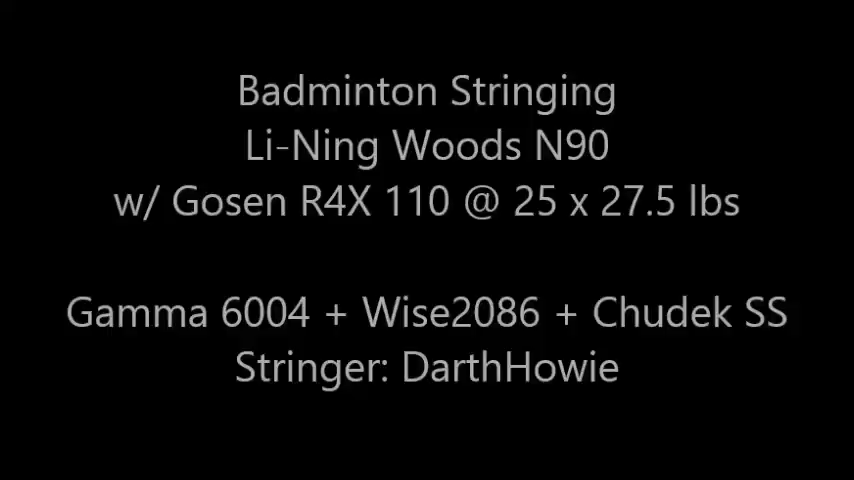 Badminton Stringing
Li-Ning Woods N90
w/ Gosen R4X 110 @ 25 x 27.5 lbs
Gamma 6004 + Wise2086 + Chudek SS
Stringer: DarthHowie